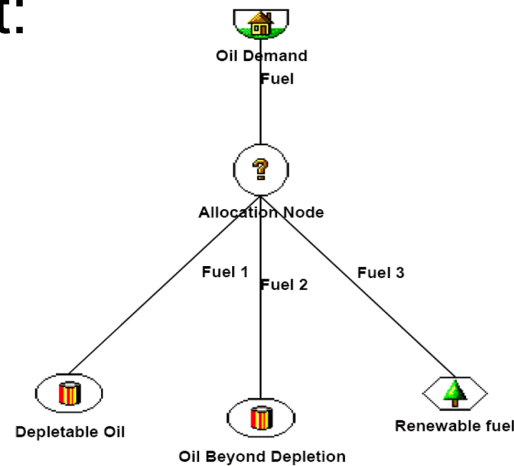 t:
Oil Demand
Fuel
?
Allocation Node
Fuel 1
Fuel 2
Fuel 3
Depletable Oil
Oil Beyond Depletion
Renewable fuel